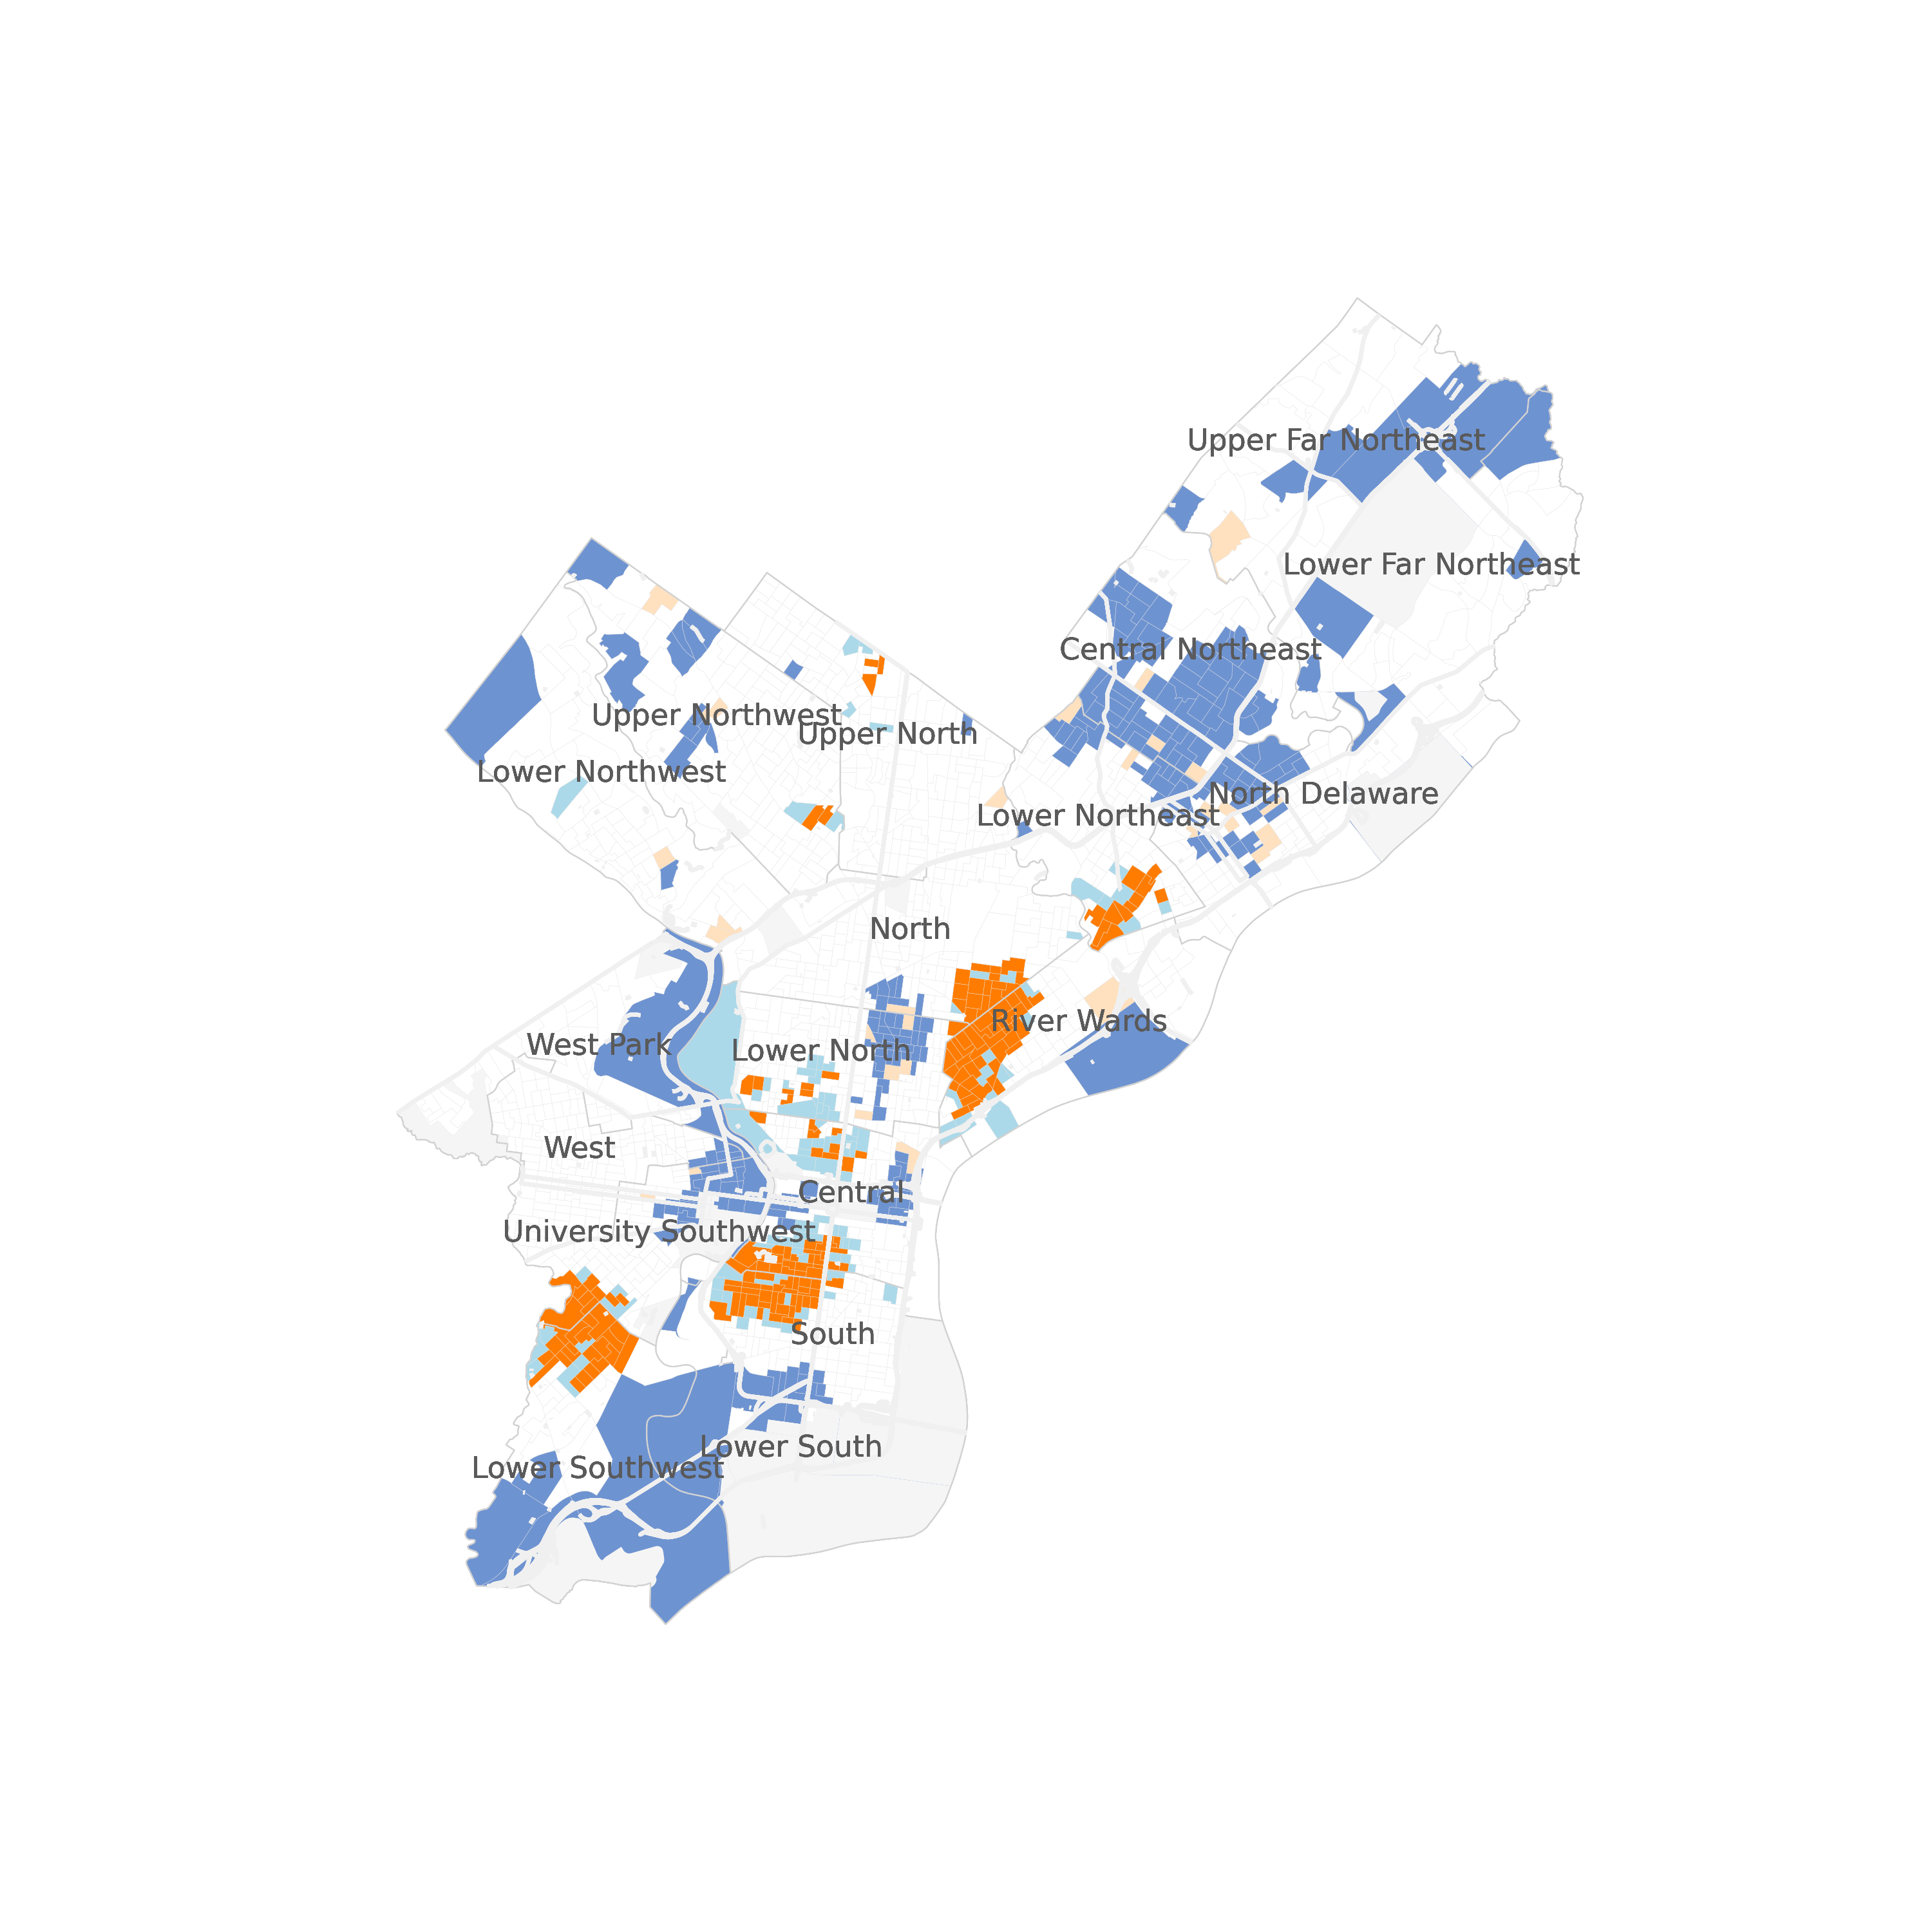 Upper Far Northeast
Lower Far Northeast
Central Northeast
Upper Northwest
Upper North
Lower Northwest
North Delaware
Lower Northeast
North
River Wards
West Park
Lower North
West
Central
University Southwest
South
Lower South
Lower Southwest